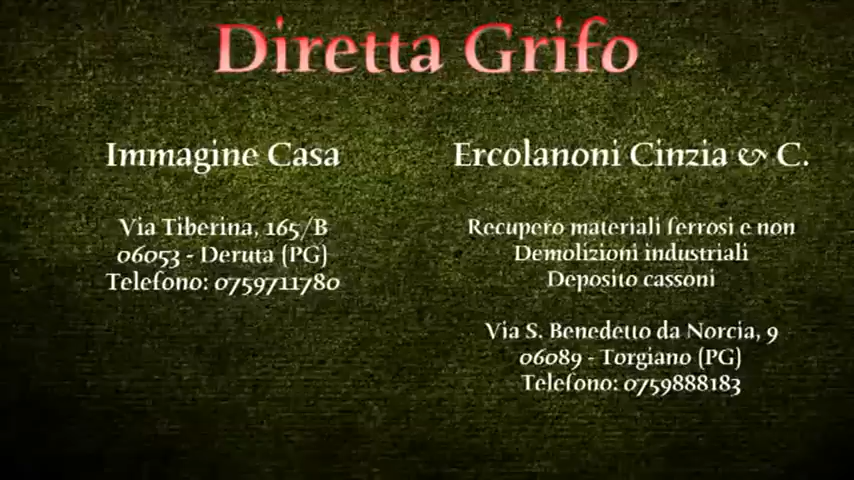 Diretta Grifo
Immagine Casa
Via Tiberina, 165/B
06053 - Deruta (PG)
Telefono: 0759711780
Ercolanoni Cinzia & C.
Recupero materiali ferrosi e non
Demolizioni industriali
Deposito cassoni
Via S. Benedetto da Norcia, 9
06089 - Torgiano (PG)
Telefono: 0759888183